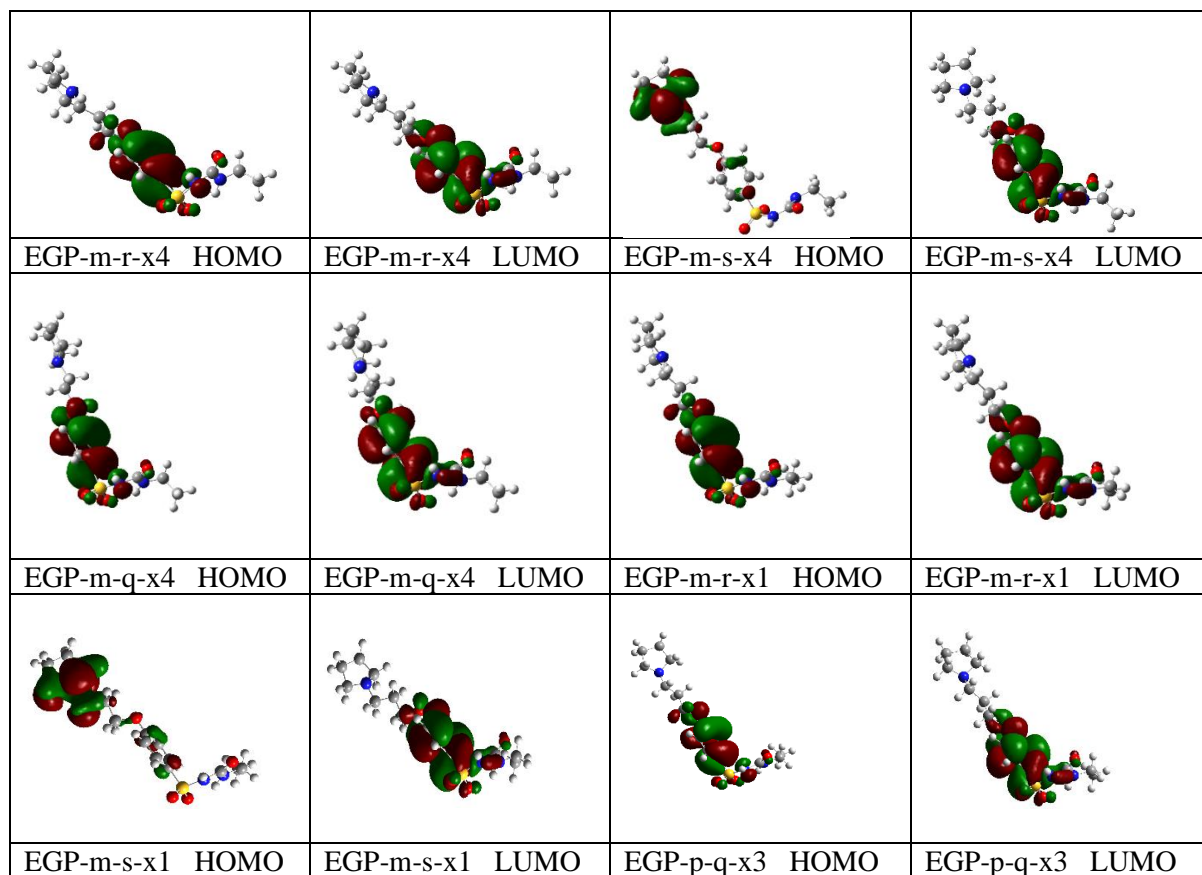 EGP-m-r-x4 HOMO
EGP-m-r-x4 LUMO
EGP-m-s-x4 HOMO
EGP-m-s-x4 LUMO
EGP-m-q-x4 HOMO
EGP-m-q-x4 LUMO
EGP-m-r-x1 HOMO
EGP-m-r-x1 LUMO
EGP-m-s-x1 HOMO
EGP-m-s-x1 LUMO
EGP-p-q-x3 HOMO
EGP-p-q-x3 LUMO